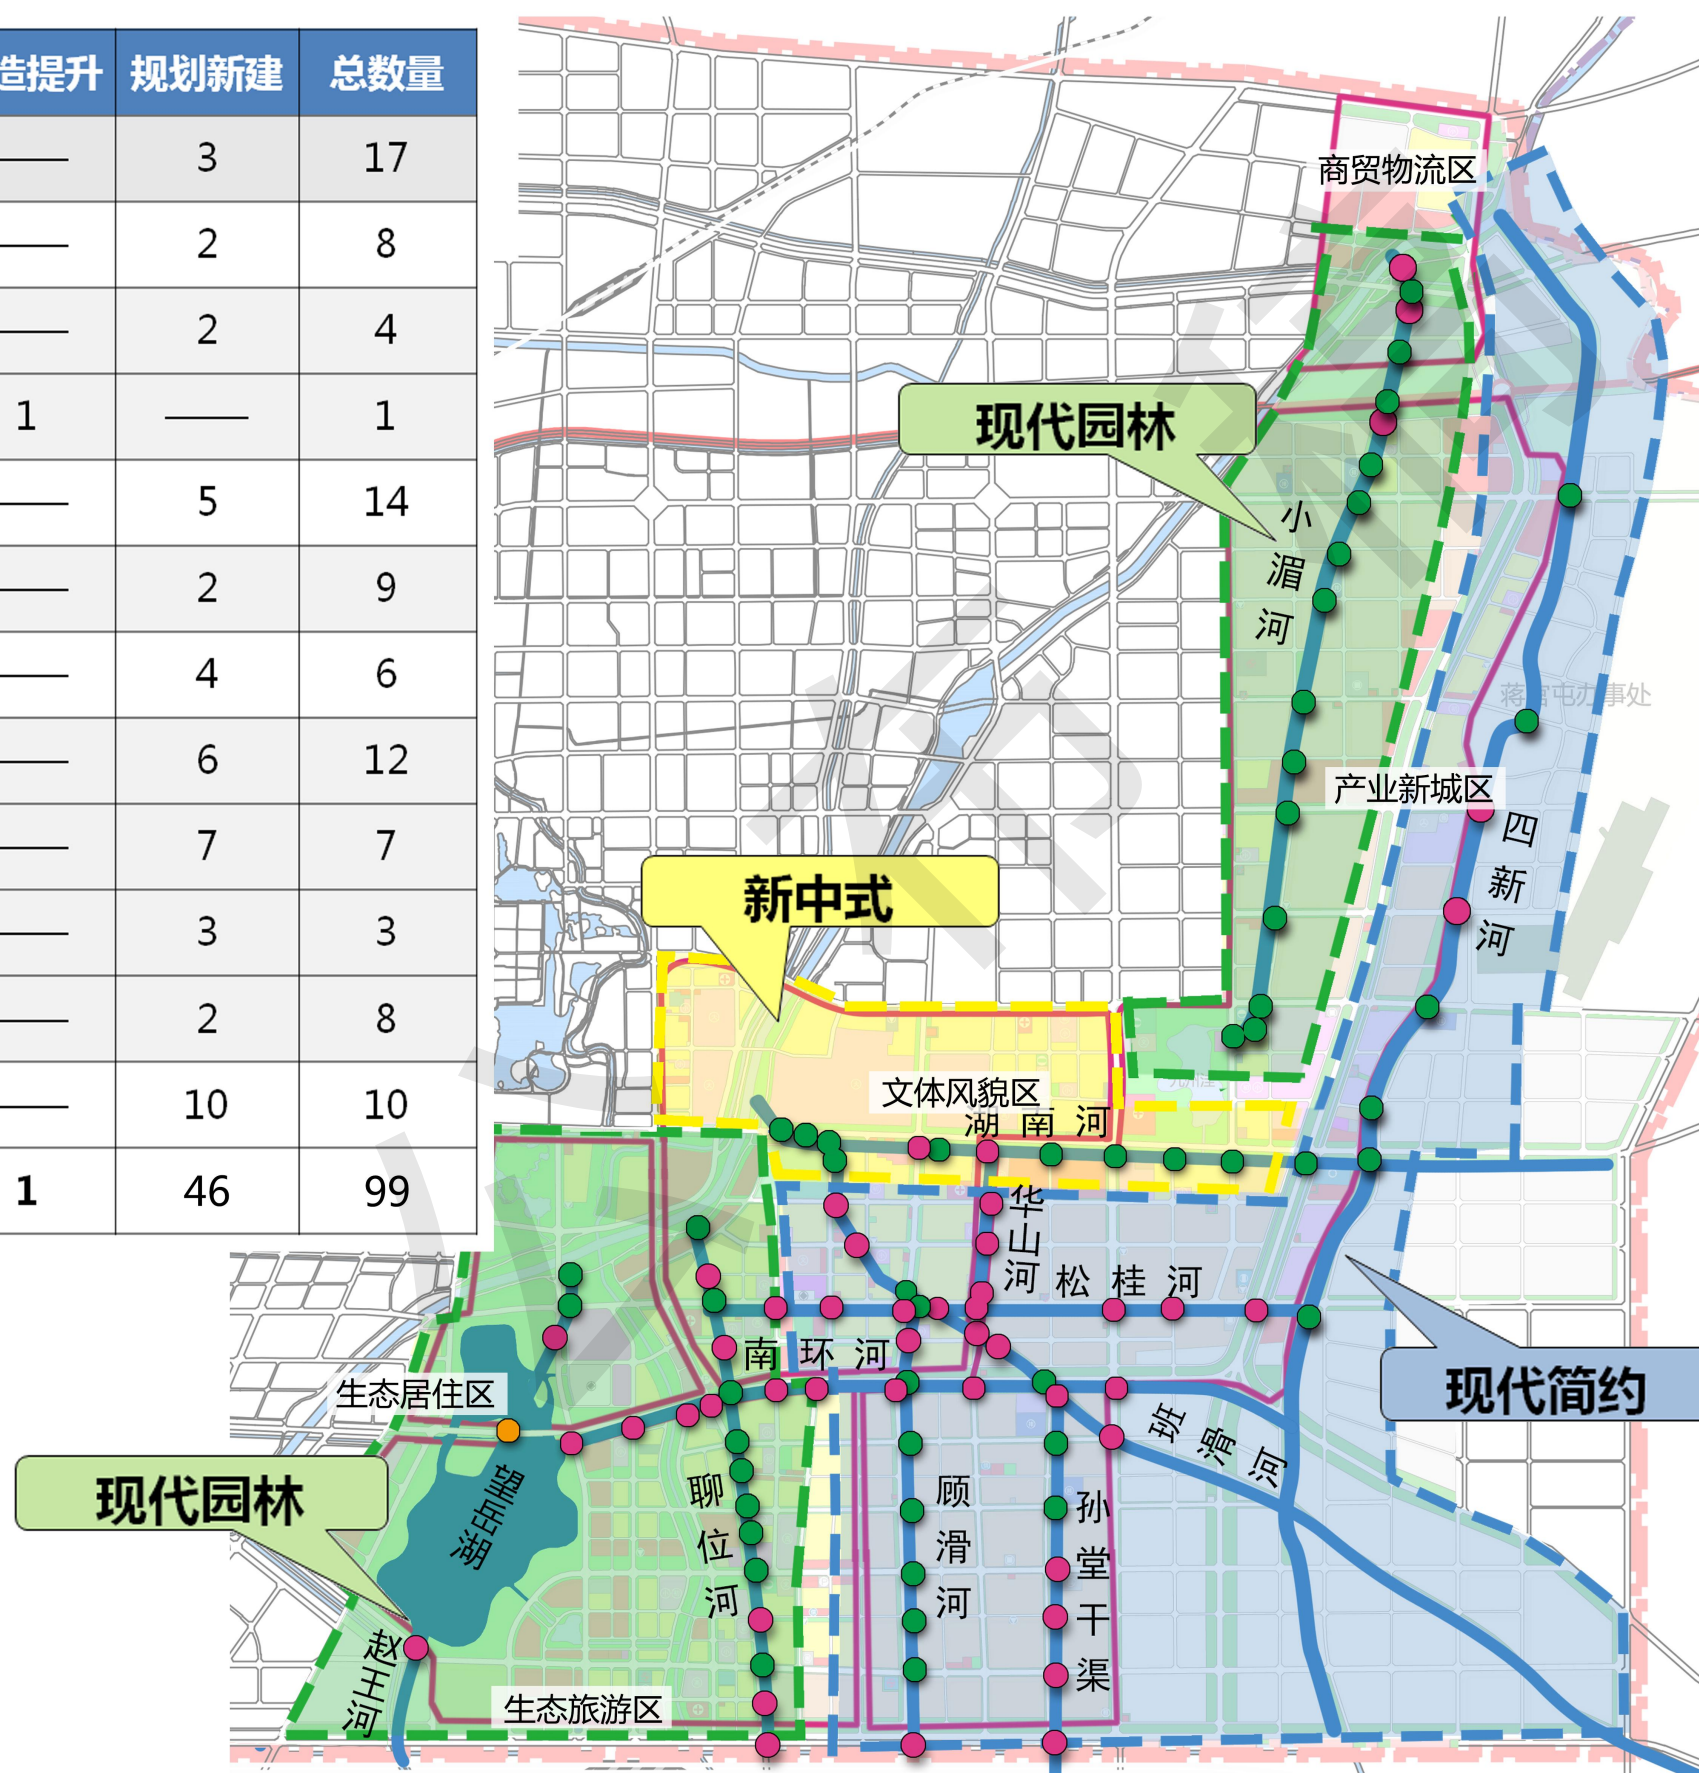 造提升 规划新建 总数量
—— 3 17
—— 2 8
—— 2 4
1 —— 1
—— 5 14
—— 2 9
—— 4 6
—— 6 12
—— 7 7
—— 3 3
—— 2 8
—— 10 10
1 46 99
商贸物流区
现代园林
小湄河
蒋官屯办事处
产业新城区
四新河
新中式
文体风貌区
湖南河
华山河
松桂河
南环河
生态居住区
现代简约
班滑河
现代园林
望岳湖
聊位河
顾滑河
孙堂干渠
赵王河
生态旅游区